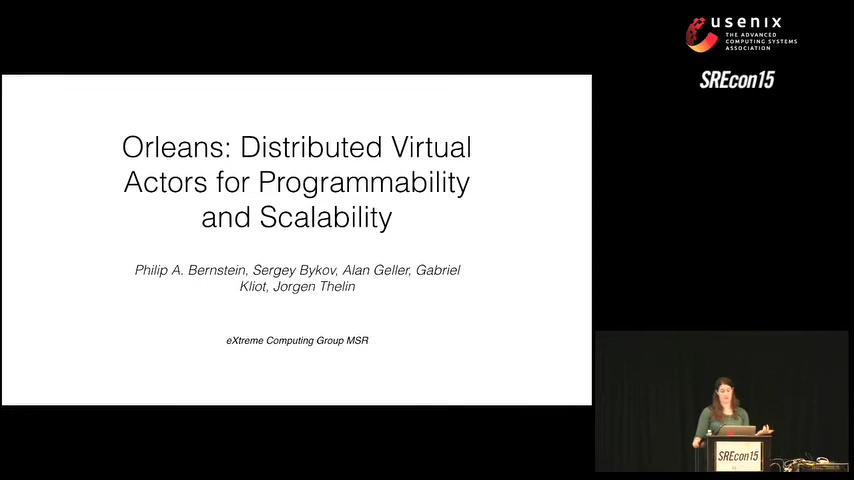 usenix
THE ADVANCED
COMPUTING SYSTEMS
ASSOCIATION
SREcon15
Orleans: Distributed Virtual
Actors for Programmability
and Scalability
Philip A. Bernstein, Sergey Bykov, Alan Geller, Gabriel
Kliot, Jorgen Thelin
eXtreme Computing Group MSR
SREcon15